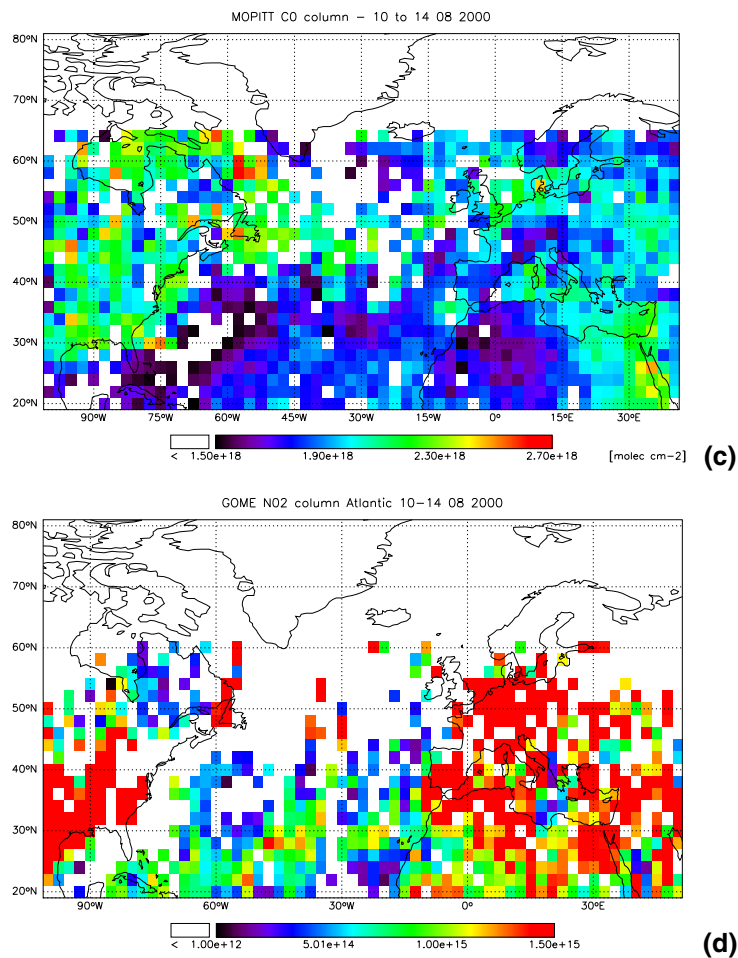 MOPITT CO column - 10 to 14 08 2000
80°N
70°N
60°N
50°N
40°N
30°N
20°N
90°W 75°W 60°W 45°W 30°W 15°W 0° 15°E 30°E
< 1.50e+18 1.90e+18 2.30e+18 2.70e+18 [molec cm-2] (c)
GOME NO2 column Atlantic 10-14 08 2000
80°N
70°N
60°N
50°N
40°N
30°N
20°N
90°W 60°W 30°W 0° 30°E
< 1.00e+12 5.01e+14 1.00e+15 1.50e+15 (d)